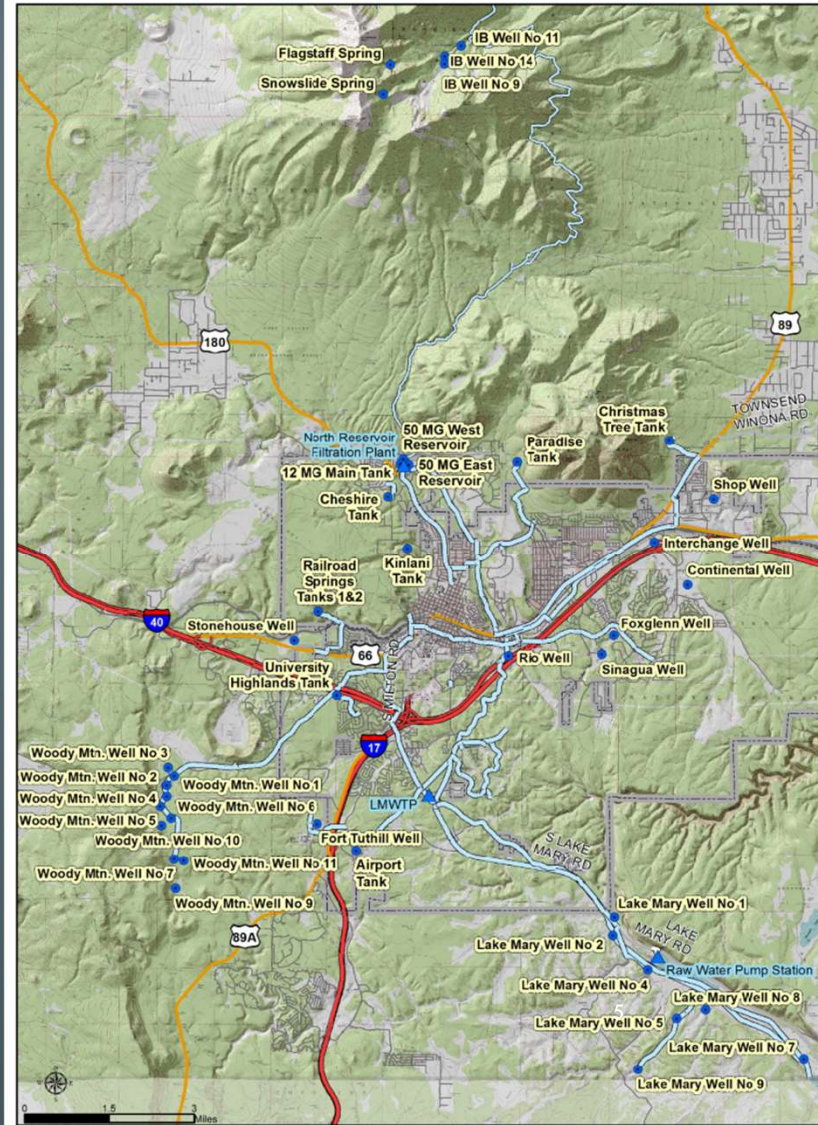 IB Well No 11
Flagstaff Spring
IB Well No 14
Snowslide Spring
IB Well No 9
180
89
TOWNSEND
WINONA RD
Christmas
Tree Tank
50 MG West
Reservoir
North Reservoir
Filtration Plant
Paradise
Tank
12 MG Main Tank
50 MG East
Reservoir
Cheshire
Tank
Shop Well
Interchange Well
Kinlani
Tank
Railroad
Springs
Tanks 1&2
Continental Well
40
Stonehouse Well
Foxglenn Well
66
Rio Well
Sinagua Well
University
Highlands Tank
S MILTON RD
17
Woody Mtn. Well No 3
Woody Mtn. Well No 2
Woody Mtn. Well No 1
Woody Mtn. Well No 4
Woody Mtn. Well No 6
Woody Mtn. Well No 5
LMWTP
Woody Mtn. Well No 10
Fort Tuthill Well
Woody Mtn. Well No 11
Airport
Tank
Woody Mtn. Well No 7
Woody Mtn. Well No 9
S LAKE
MARY RD
89A
Lake Mary Well No 1
LAKE
MARY RD
Lake Mary Well No 2
Raw Water Pump Station
Lake Mary Well No 4
Lake Mary Well No 8
5
Lake Mary Well No 5
Lake Mary Well No 7
Lake Mary Well No 9
0 1.5 3
Miles